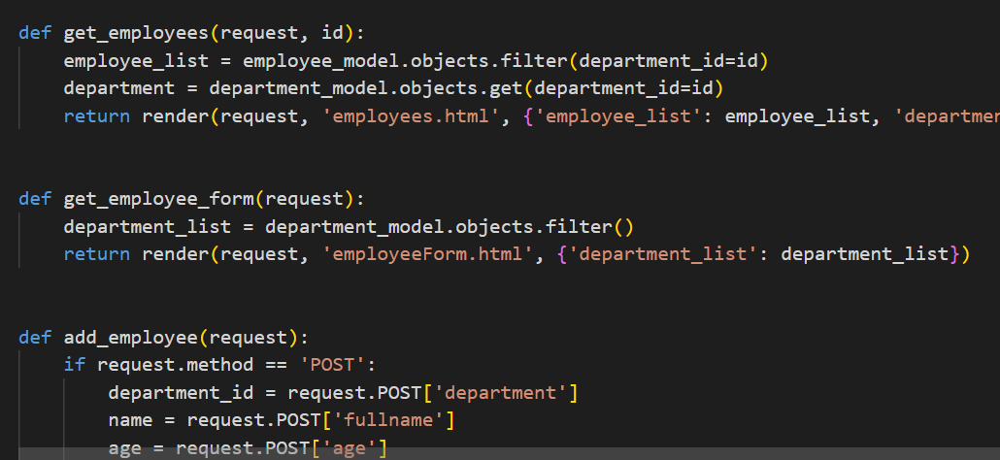 def get_employees(request, id):
    employee_list = employee_model.objects.filter(department_id=id)
    department = department_model.objects.get(department_id=id)
    return render(request, 'employees.html', {'employee_list': employee_list, 'departmen
def get_employee_form(request):
    department_list = department_model.objects.filter()
    return render(request, 'employeeForm.html', {'department_list': department_list})
def add_employee(request):
    if request.method == 'POST':
        department_id = request.POST['department']
        name = request.POST['fullname']
        age = request.POST['age']